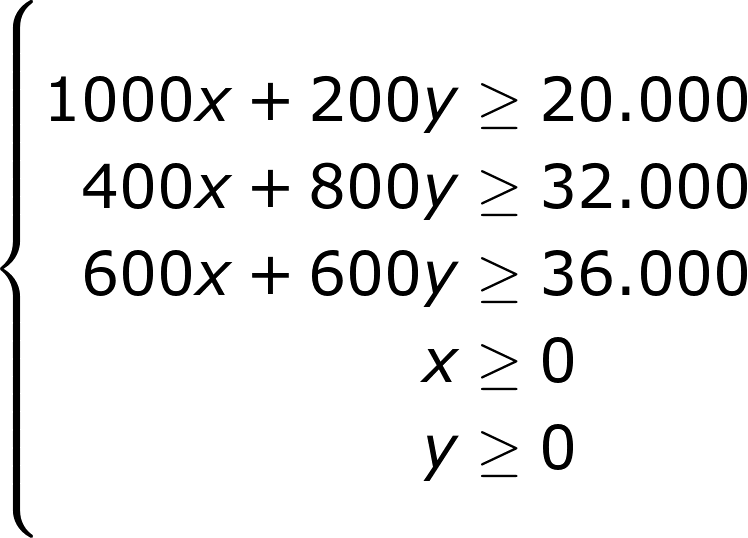 1000x + 200y ≥ 20.000
400x + 800y ≥ 32.000
600x + 600y ≥ 36.000
x ≥ 0
y ≥ 0